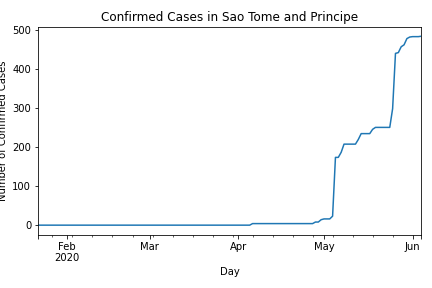 Confirmed Cases in Sao Tome and Principe
Number of Confirmed Cases
500
400
300
200
100
0
Feb
2020
Mar
Apr
May
Jun
Day